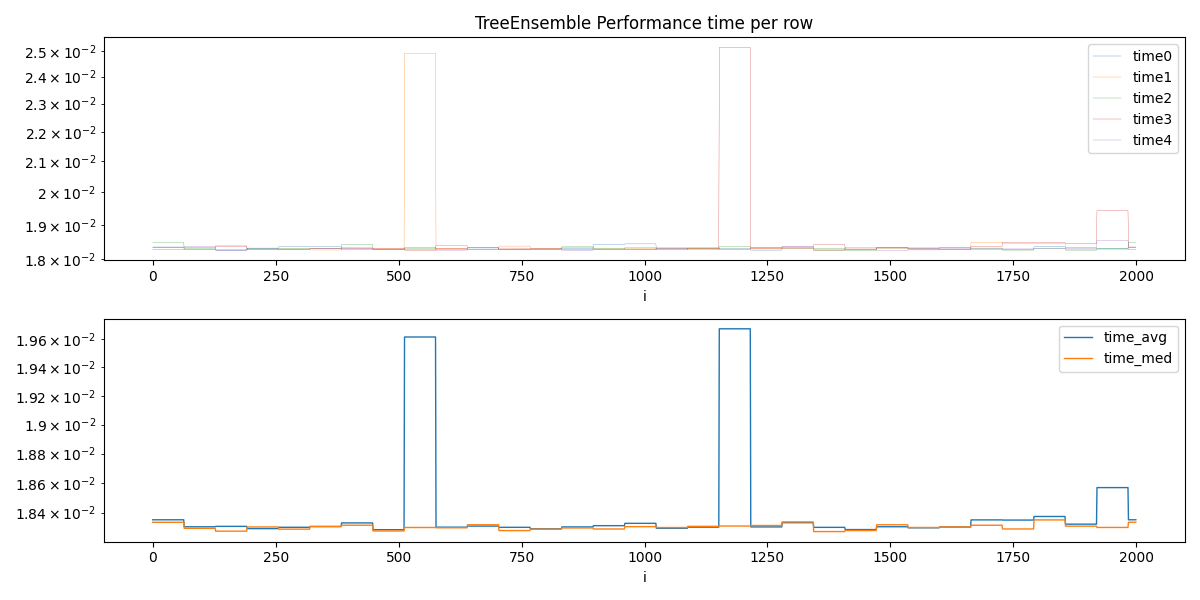 TreeEnsemble Performance time per row
2.5 × 10⁻²
2.4 × 10⁻²
2.3 × 10⁻²
2.2 × 10⁻²
2.1 × 10⁻²
2 × 10⁻²
1.9 × 10⁻²
1.8 × 10⁻²
time0
time1
time2
time3
time4
0 250 500 750 1000 1250 1500 1750 2000
i
1.96 × 10⁻²
1.94 × 10⁻²
1.92 × 10⁻²
1.9 × 10⁻²
1.88 × 10⁻²
1.86 × 10⁻²
1.84 × 10⁻²
time_avg
time_med
0 250 500 750 1000 1250 1500 1750 2000
i